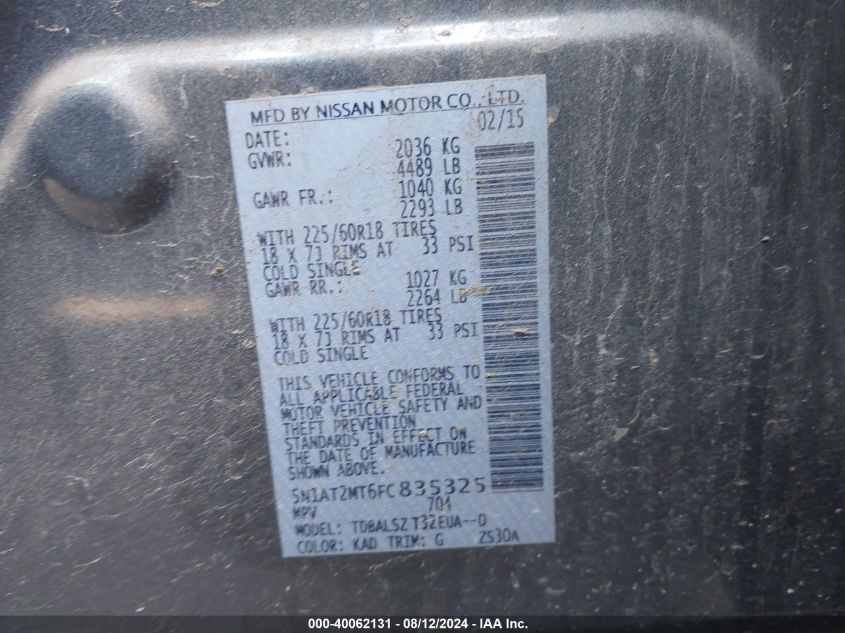 MFD BY NISSAN MOTOR CO., LTD.
DATE: 02/15
GVWR: 2036 KG
4489 LB
GAWR FR.: 1040 KG
2293 LB
WITH 225/60R18 TIRES
18 X 7J RIMS AT 33 PSI
COLD SINGLE
GAWR RR.: 1027 KG
2264 LB
WITH 225/60R18 TIRES
18 X 7J RIMS AT 33 PSI
COLD SINGLE
THIS VEHICLE CONFORMS TO
ALL APPLICABLE FEDERAL
MOTOR VEHICLE SAFETY AND
THEFT PREVENTION
STANDARDS IN EFFECT ON
THE DATE OF MANUFACTURE
SHOWN ABOVE.
5N1AT2MT6FC835325
MPV 704
MODEL: TDBALSZ T32EUA--D
COLOR: KAD TRIM: G ZS30A
000-40062131 - 08/12/2024 - IAA Inc.